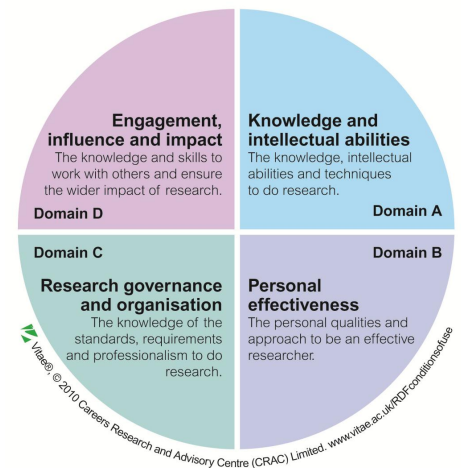 Engagement,
influence and impact
The knowledge and skills to
work with others and ensure
the wider impact of research.
Domain D
Knowledge and
intellectual abilities
The knowledge, intellectual
abilities and techniques
to do research.
Domain A
Domain C
Research governance
and organisation
The knowledge of the
standards, requirements
and professionalism to do
research.
Domain B
Personal
effectiveness
The personal qualities and
approach to be an effective
researcher.
Vitae®, © 2010 Careers Research and Advisory Centre (CRAC) Limited. www.vitae.ac.uk/RDFconditionsofuse